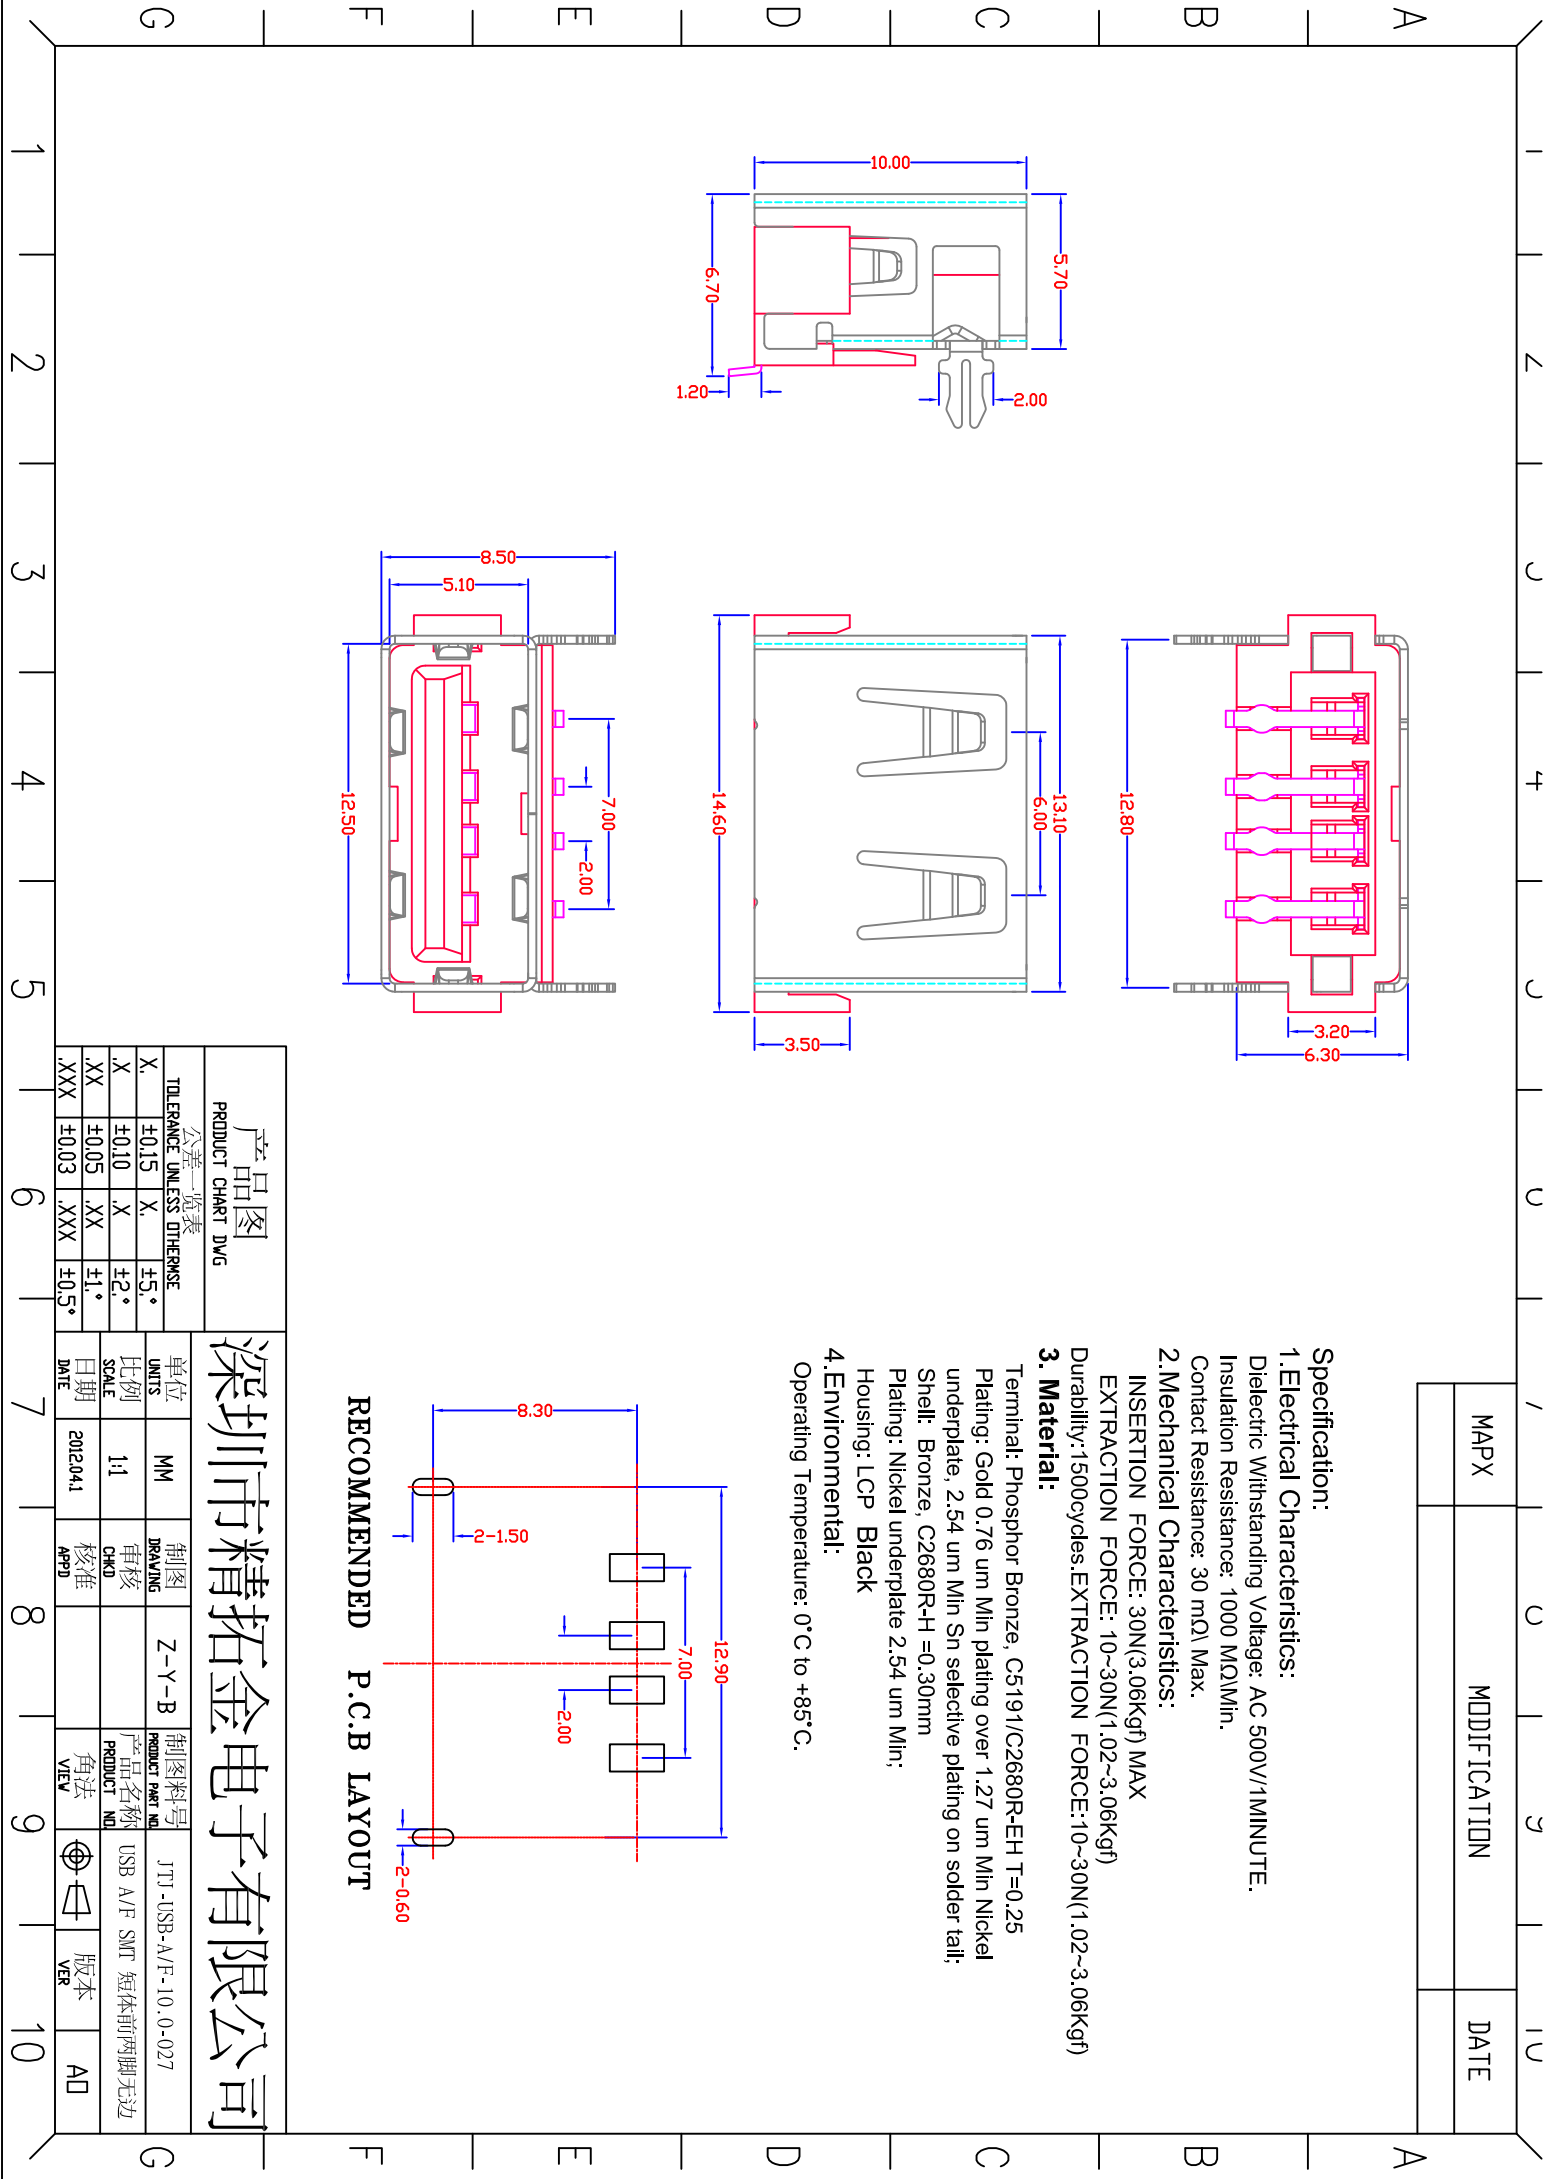 MAPX MODIFICATION DATE
Specification:
1.Electrical Characteristics:
Dielectric Withstanding Voltage: AC 500V/1MINUTE.
Insulation Resistance: 1000 MΩ\Min.
Contact Resistance: 30 mΩ\ Max.
2.Mechanical Characteristics:
INSERTION FORCE: 30N(3.06Kgf) MAX
EXTRACTION FORCE: 10~30N(1.02~3.06Kgf)
Durability:1500cycles.EXTRACTION FORCE:10~30N(1.02~3.06Kgf)
3. Material:
Terminal: Phosphor Bronze, C5191/C2680R-EH T=0.25
Plating: Gold 0.76 um Min plating over 1.27 um Min Nickel
underplate, 2.54 um Min Sn selective plating on solder tail;
Shell: Bronze, C2680R-H =0.30mm
Plating: Nickel underplate 2.54 um Min;
Housing: LCP Black
4.Environmental:
Operating Temperature: 0°C to +85°C.
10.00
5.70
6.70
1.20
2.00
8.50
5.10
12.50
7.00
2.00
14.60
13.10
6.00
3.50
12.80
3.20
6.30
8.30
12.90
7.00
2.00
2-1.50
2-0.60
RECOMMENDED P.C.B LAYOUT
产品图
PRODUCT CHART DWG
公差一览表
TOLERANCE UNLESS OTHERWISE
X. ±0.15 X. ±5.°
.X ±0.10 .X ±2.°
.XX ±0.05 .XX ±1.°
.XXX ±0.03 .XXX ±0.5°
深圳市精拓金电子有限公司
单位 UNITS MM 制图 DRAWING Z-Y-B 制图料号 PRODUCT PART NO. JTJ-USB-A/F-10.0-027
比例 SCALE 1:1 审核 CHKD 产品名称 PRODUCT NO. USB A/F SMT 短体前两脚无边
日期 DATE 2012.04.1 核准 APPD 角法 VIEW 版本 VER AO
1 2 3 4 5 6 7 8 9 10
A B C D E F G
A B C D E F G